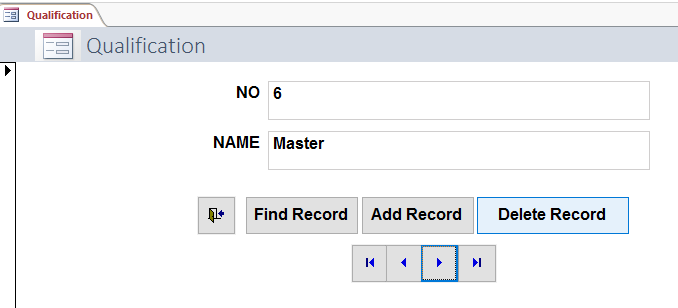 Qualification
Qualification
NO 6
NAME Master
Find Record Add Record Delete Record